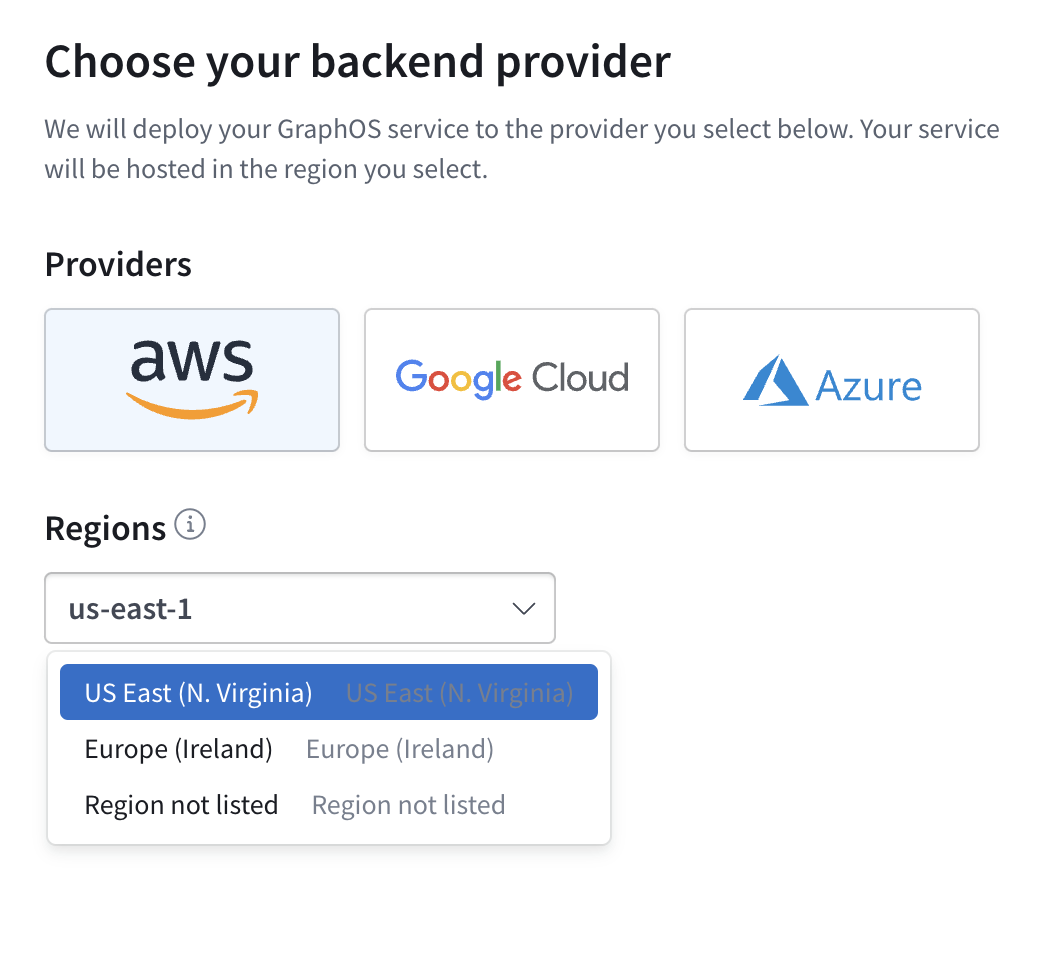 Choose your backend provider
We will deploy your GraphOS service to the provider you select below. Your service
will be hosted in the region you select.
Providers
aws Google Cloud Azure
Regions
us-east-1
US East (N. Virginia) US East (N. Virginia)
Europe (Ireland) Europe (Ireland)
Region not listed Region not listed